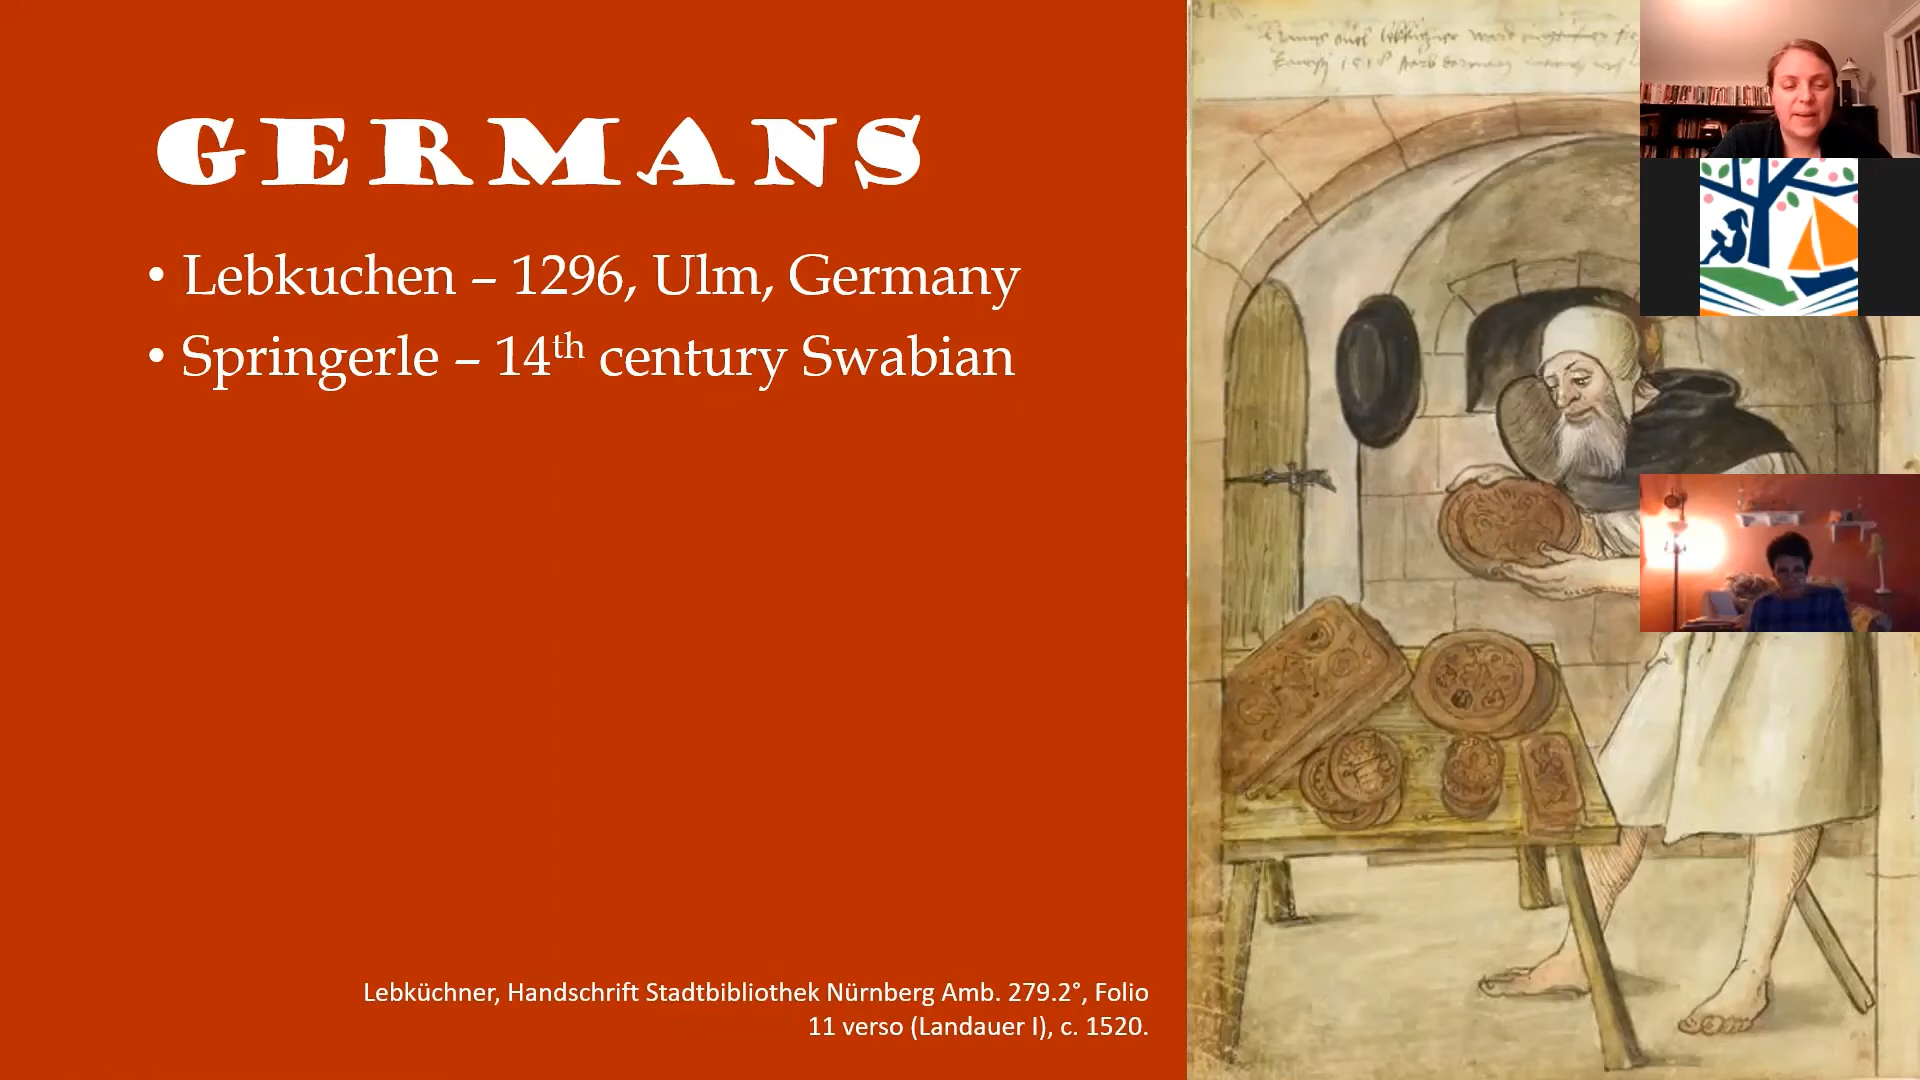 GERMANS
• Lebkuchen – 1296, Ulm, Germany
• Springerle – 14th century Swabian
Lebküchner, Handschrift Stadtbibliothek Nürnberg Amb. 279.2°, Folio
11 verso (Landauer I), c. 1520.